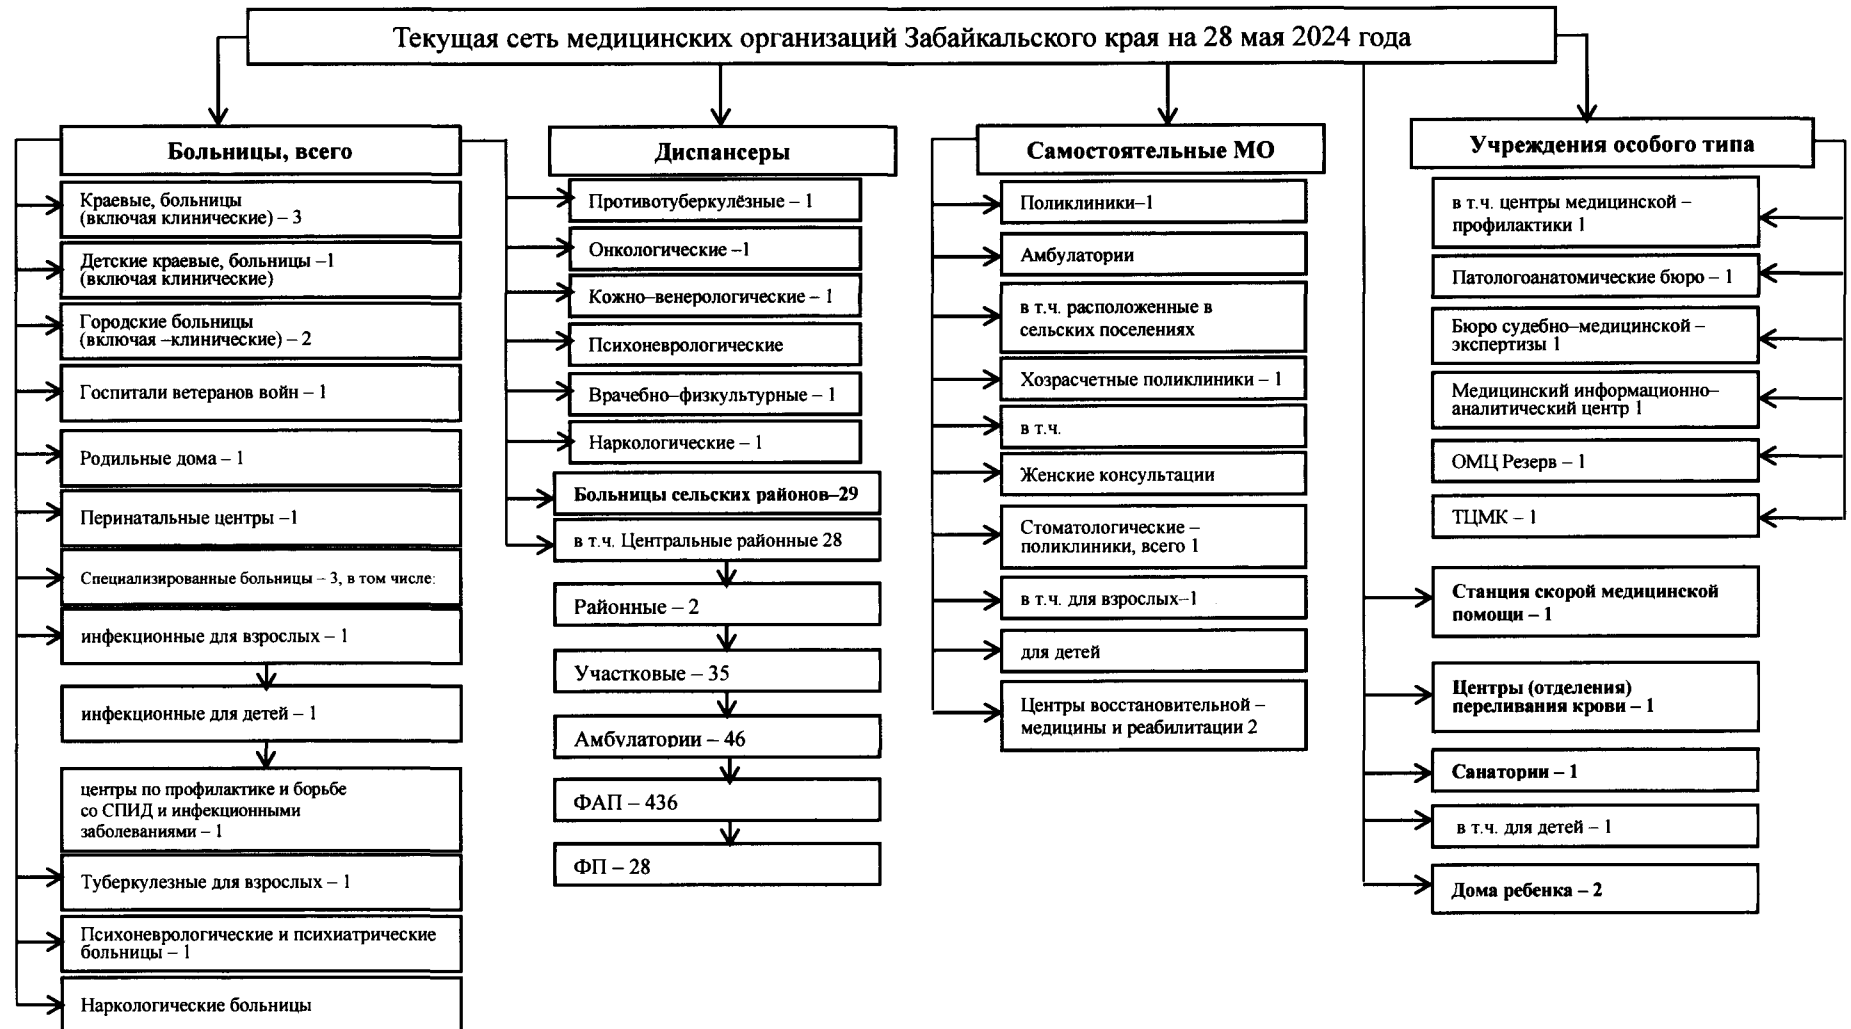 Текущая сеть медицинских организаций Забайкальского края на 28 мая 2024 года
Больницы, всего
Краевые, больницы
(включая клинические) – 3
Детские краевые, больницы –1
(включая клинические)
Городские больницы
(включая –клинические) – 2
Госпитали ветеранов войн – 1
Родильные дома – 1
Перинатальные центры –1
Специализированные больницы – 3, в том числе:
инфекционные для взрослых – 1
инфекционные для детей – 1
центры по профилактике и борьбе
со СПИД и инфекционными
заболеваниями – 1
Туберкулезные для взрослых – 1
Психоневрологические и психиатрические
больницы – 1
Наркологические больницы
Диспансеры
Противотуберкулёзные – 1
Онкологические –1
Кожно–венерологические – 1
Психоневрологические
Врачебно–физкультурные – 1
Наркологические – 1
Больницы сельских районов–29
в т.ч. Центральные районные 28
Районные – 2
Участковые – 35
Амбулатории – 46
ФАП – 436
ФП – 28
Самостоятельные МО
Поликлиники–1
Амбулатории
в т.ч. расположенные в
сельских поселениях
Хозрасчетные поликлиники – 1
в т.ч.
Женские консультации
Стоматологические –
поликлиники, всего 1
в т.ч. для взрослых–1
для детей
Центры восстановительной –
медицины и реабилитации 2
Учреждения особого типа
в т.ч. центры медицинской –
профилактики 1
Патологоанатомические бюро – 1
Бюро судебно–медицинской –
экспертизы 1
Медицинский информационно–
аналитический центр 1
ОМЦ Резерв – 1
ТЦМК – 1
Станция скорой медицинской
помощи – 1
Центры (отделения)
переливания крови – 1
Санатории – 1
в т.ч. для детей – 1
Дома ребенка – 2